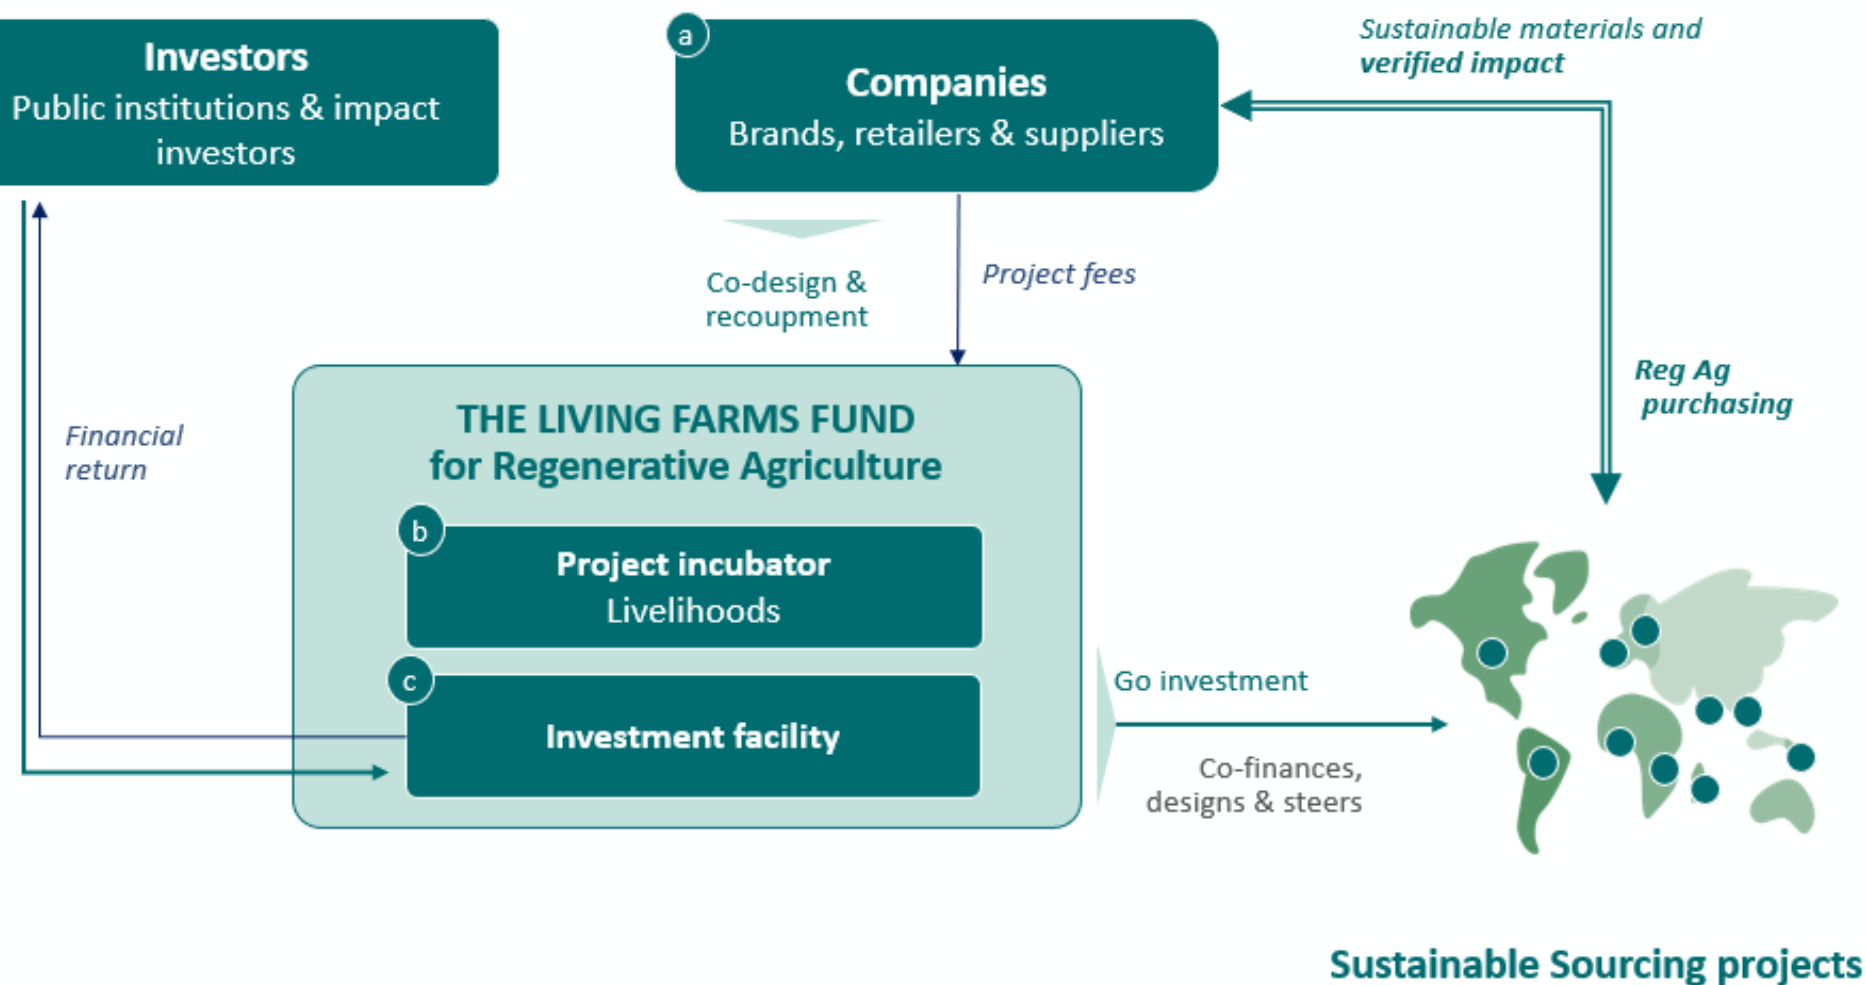 Investors
Public institutions & impact
investors
a
Companies
Brands, retailers & suppliers
Sustainable materials and
verified impact
Co-design &
recoupment
Project fees
Reg Ag
purchasing
Financial
return
THE LIVING FARMS FUND
for Regenerative Agriculture
b
Project incubator
Livelihoods
c
Investment facility
Go investment
Co-finances,
designs & steers
Sustainable Sourcing projects